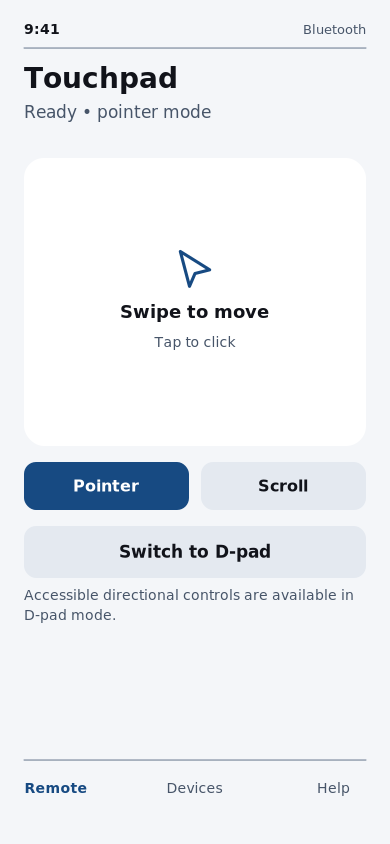 9:41 Bluetooth
Touchpad
Ready • pointer mode
Swipe to move
Tap to click
Pointer Scroll
Switch to D-pad
Accessible directional controls are available in
D-pad mode.
Remote Devices Help